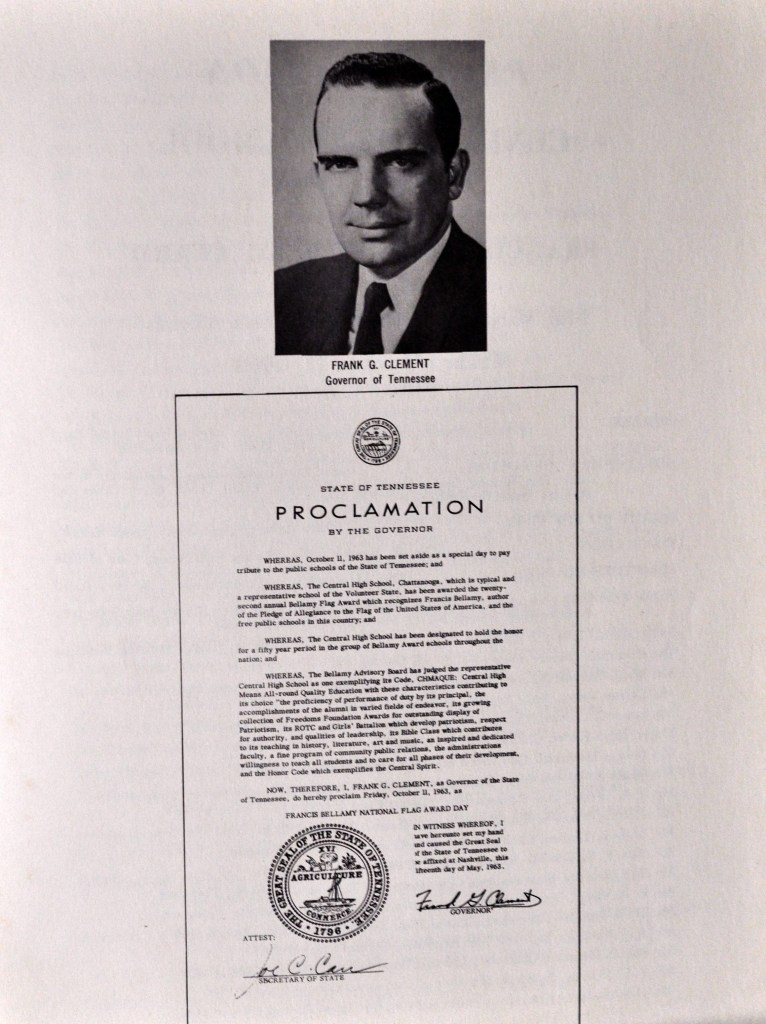 FRANK G. CLEMENT
Governor of Tennessee
STATE OF TENNESSEE
PROCLAMATION
BY THE GOVERNOR
WHEREAS, October 11, 1963 has been set aside as a special day to pay
tribute to the public schools of the State of Tennessee; and
WHEREAS, The Central High School, Chattanooga, which is typical and
a representative school of the Volunteer State, has been awarded the twenty-
second annual Bellamy Flag Award which recognizes Francis Bellamy, author
of the Pledge of Allegiance to the Flag of the United States of America, and the
free public schools in this country; and
WHEREAS, The Central High School has been designated to hold the honor
for a fifty year period in the group of Bellamy Award schools throughout the
nation; and
WHEREAS, The Bellamy Advisory Board has judged the representative
Central High School as one exemplifying its Code, CHMAQUE: Central High
Means All-round Quality Education with these characteristics contributing to
its choice "the proficiency of performance of duty by its principal, the
accomplishments of the alumni in varied fields of endeavor, its growing
collection of Freedoms Foundation Awards for outstanding display of
Patriotism, its ROTC and Girls' Battalion which develop patriotism, respect
for authority, and qualities of leadership, its Bible Class which contributes
to its teaching in history, literature, art and music, an inspired and dedicated
faculty, a fine program of community public relations, the administrations
willingness to teach all students and to care for all phases of their development,
and the Honor Code which exemplifies the Central Spirit.
NOW, THEREFORE, I, FRANK G. CLEMENT, as Governor of the State
of Tennessee, do hereby proclaim Friday, October 11, 1963, as
FRANCIS BELLAMY NATIONAL FLAG AWARD DAY
THE GREAT SEAL OF THE STATE OF TENNESSEE
XVI
AGRICULTURE
COMMERCE
1796
IN WITNESS WHEREOF, I
ave hereunto set my hand
nd caused the Great Seal
f the State of Tennessee to
e affixed at Nashville, this
ifteenth day of May, 1963.
Frank G. Clement
GOVERNOR
ATTEST:
Joe C. Carr
SECRETARY OF STATE